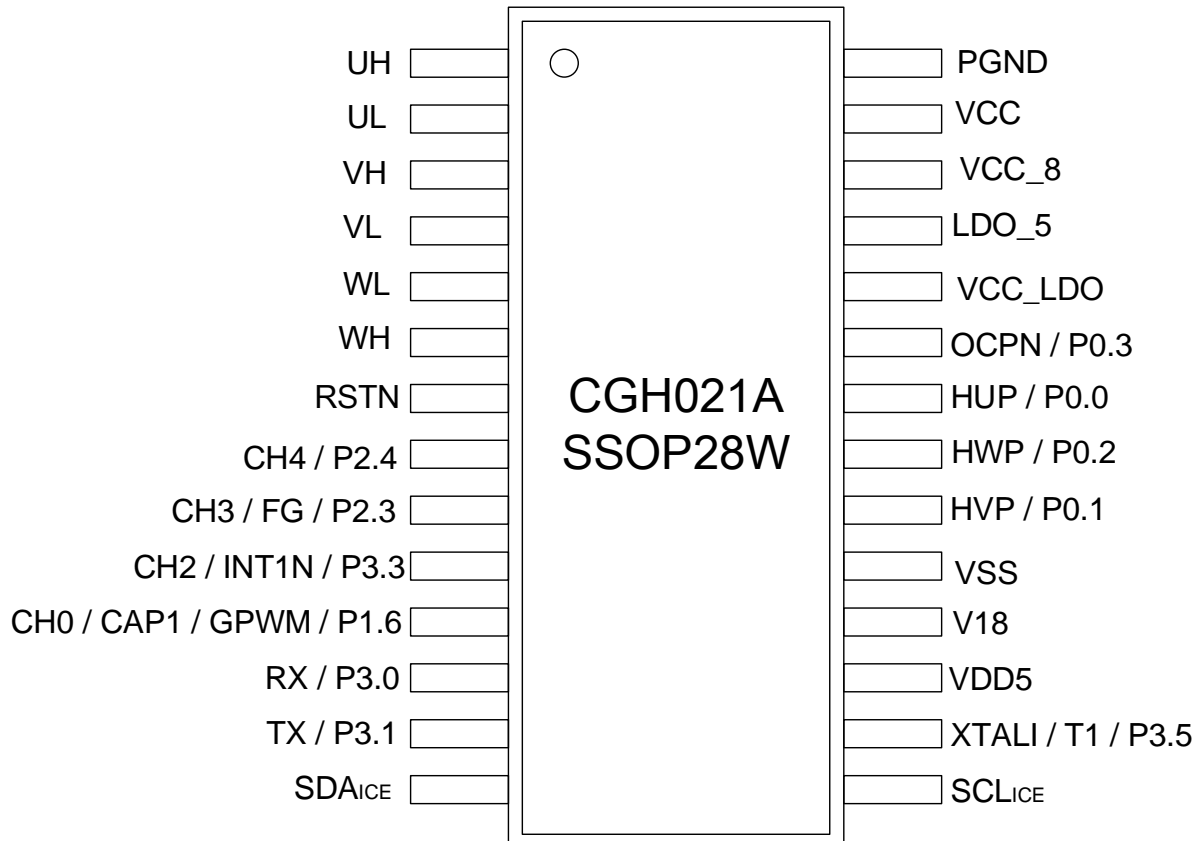 UH
UL
VH
VL
WL
WH
RSTN
CH4 / P2.4
CH3 / FG / P2.3
CH2 / INT1N / P3.3
CH0 / CAP1 / GPWM / P1.6
RX / P3.0
TX / P3.1
SDAICE
CGH021A
SSOP28W
PGND
VCC
VCC_8
LDO_5
VCC_LDO
OCPN / P0.3
HUP / P0.0
HWP / P0.2
HVP / P0.1
VSS
V18
VDD5
XTALI / T1 / P3.5
SCLICE